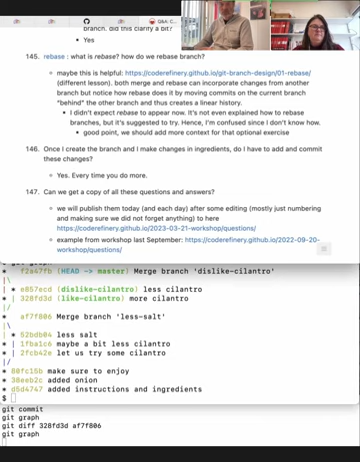 Q&A: C...
branch. did this clarify a bit?
Yes
145. rebase : what is rebase? how do we rebase branch?
maybe this is helpful: https://coderefinery.github.io/git-branch-design/01-rebase/
(different lesson). both merge and rebase can incorporate changes from another
branch but notice how rebase does it by moving commits on the current branch
"behind" the other branch and thus creates a linear history.
I didn't expect rebase to appear now. It's not even explained how to rebase
branches, but it's suggested to try. Hence, I'm confused since I don't know how.
good point, we should add more context for that optional exercise
146. Once I create the branch and I make changes in ingredients, do I have to add and commit
these changes?
Yes. Every time you do more.
147. Can we get a copy of all these questions and answers?
we will publish them today (and each day) after some editing (mostly just numbering
and making sure we did not forget anything) to here
https://coderefinery.github.io/2023-03-21-workshop/questions/
example from workshop last September: https://coderefinery.github.io/2022-09-20-
workshop/questions/
$ git graph
* f2a47fb (HEAD -> master) Merge branch 'dislike-cilantro'
|\
| * e857ecd (dislike-cilantro) less cilantro
* | 328fd3d (like-cilantro) more cilantro
|/
* af7f806 Merge branch 'less-salt'
|\
| * 52bdb04 less salt
* | 1fba1c6 maybe a bit less cilantro
* | 2fcb42e let us try some cilantro
|/
* 80fc15b make sure to enjoy
* 30eeb2c added onion
* d5d4747 added instructions and ingredients
$
git commit
git graph
git diff 328fd3d af7f806
git graph